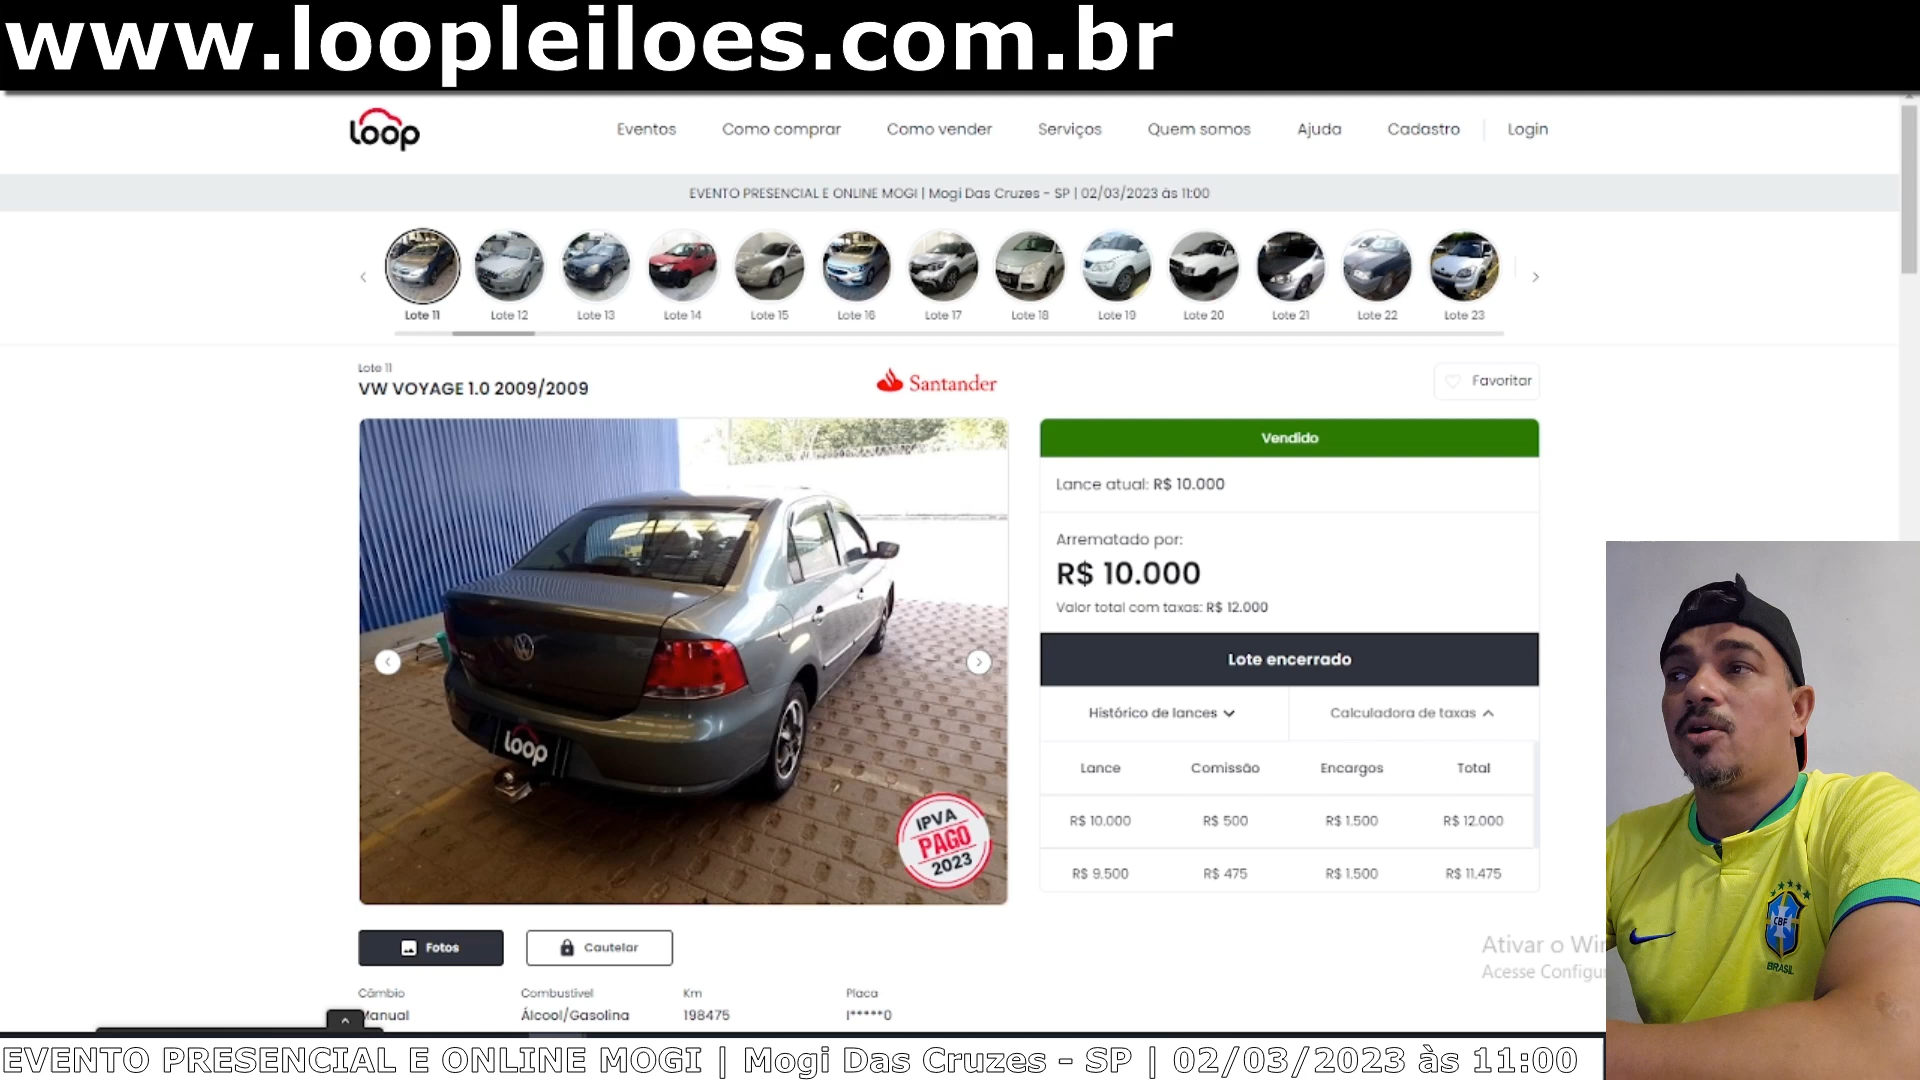 www.loopleiloes.com.br
loop
Eventos Como comprar Como vender Serviços Quem somos Ajuda Cadastro Login
EVENTO PRESENCIAL E ONLINE MOGI | Mogi Das Cruzes - SP | 02/03/2023 às 11:00
Lote 11 Lote 12 Lote 13 Lote 14 Lote 15 Lote 16 Lote 17 Lote 18 Lote 19 Lote 20 Lote 21 Lote 22 Lote 23
Lote 11
VW VOYAGE 1.0 2009/2009
Santander
Favoritar
loop
IPVA
PAGO
2023
Vendido
Lance atual: R$ 10.000
Arrematado por:
R$ 10.000
Valor total com taxas: R$ 12.000
Lote encerrado
Histórico de lances Calculadora de taxas
Lance Comissão Encargos Total
R$ 10.000 R$ 500 R$ 1.500 R$ 12.000
R$ 9.500 R$ 475 R$ 1.500 R$ 11.475
Fotos Cautelar
Câmbio Combustível Km Placa
Manual Álcool/Gasolina 198475 I*****0
Ativar o Win
Acesse Configu
CBF
BRASIL
EVENTO PRESENCIAL E ONLINE MOGI | Mogi Das Cruzes - SP | 02/03/2023 às 11:00